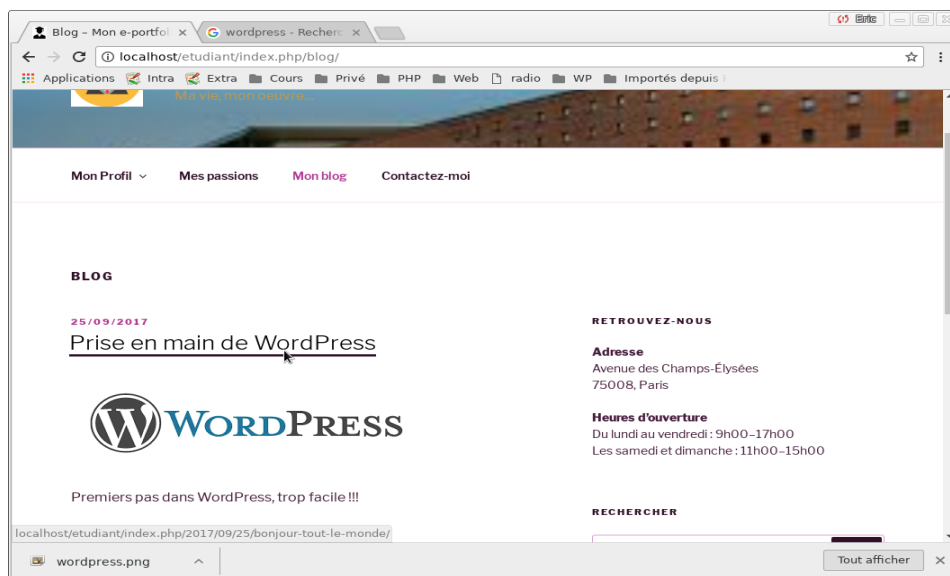 Eric
Blog – Mon e-portfo
wordpress - Recherc
localhost/etudiant/index.php/blog/
Applications Intra Extra Cours Privé PHP Web radio WP Importés depuis
Ma vie, mon oeuvre...
Mon Profil Mes passions Mon blog Contactez-moi
BLOG
25/09/2017
Prise en main de WordPress
WORDPRESS
Premiers pas dans WordPress, trop facile !!!
RETROUVEZ-NOUS
Adresse
Avenue des Champs-Élysées
75008, Paris
Heures d’ouverture
Du lundi au vendredi : 9h00–17h00
Les samedi et dimanche : 11h00–15h00
RECHERCHER
localhost/etudiant/index.php/2017/09/25/bonjour-tout-le-monde/
wordpress.png
Tout afficher